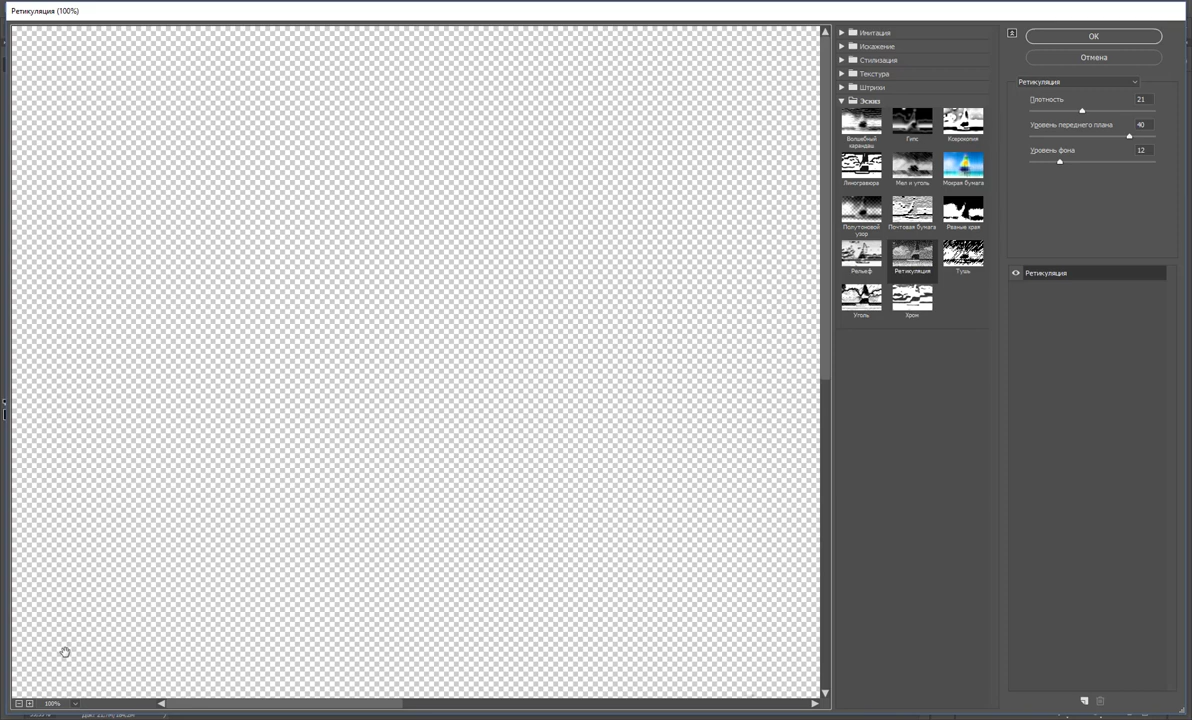 Ретикуляция (100%)
Имитация
Искажение
Стилизация
Текстура
Штрихи
Эскиз
Волшебный карандаш
Гипс
Ксерокопия
Линогравюра
Мел и уголь
Мокрая бумага
Полутоновой узор
Почтовая бумага
Рваные края
Рельеф
Ретикуляция
Тушь
Уголь
Хром
OK
Отмена
Ретикуляция
Плотность 21
Уровень переднего плана 40
Уровень фона 12
Ретикуляция
100%